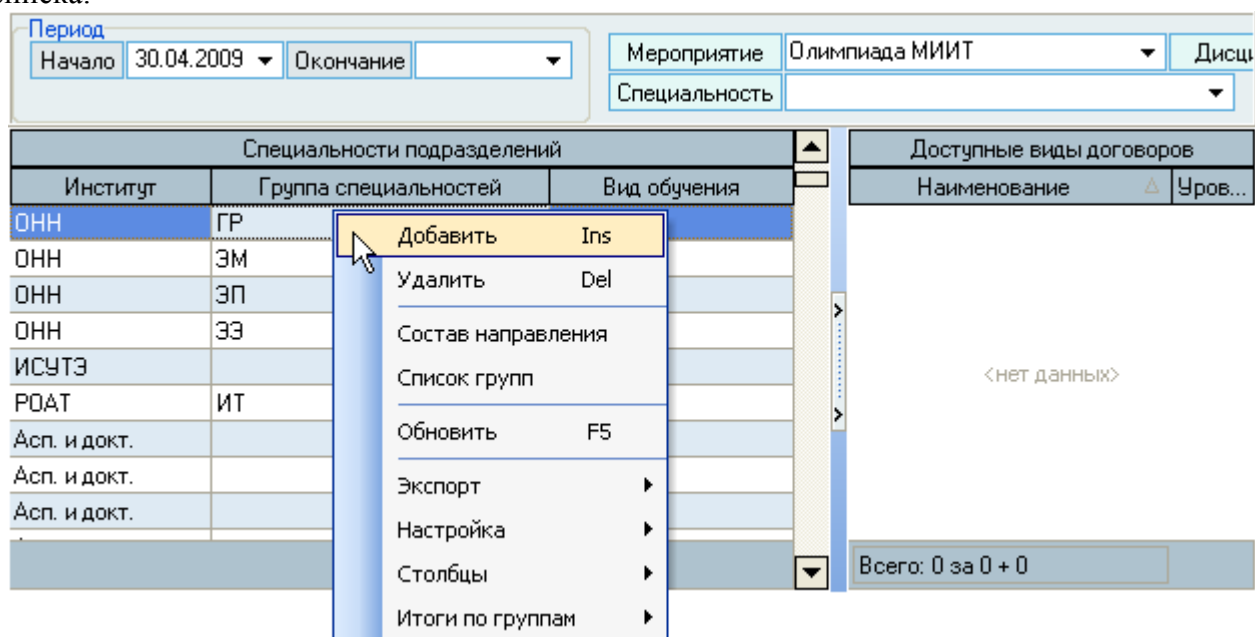 Период
Начало 30.04.2009 Окончание
Мероприятие Олимпиада МИИТ
Специальность
Специальности подразделений
Институт Группа специальностей Вид обучения
Доступные виды договоров
Наименование Уров...
ОНН ГР
ОНН ЭМ
ОНН ЭП
ОНН ЭЭ
ИСУТЭ
РОАТ ИТ
Асп. и докт.
Асп. и докт.
Асп. и докт.
Добавить Ins
Удалить Del
Состав направления
Список групп
Обновить F5
Экспорт
Настройка
Столбцы
Итоги по группам
<нет данных>
Всего: 0 за 0 + 0